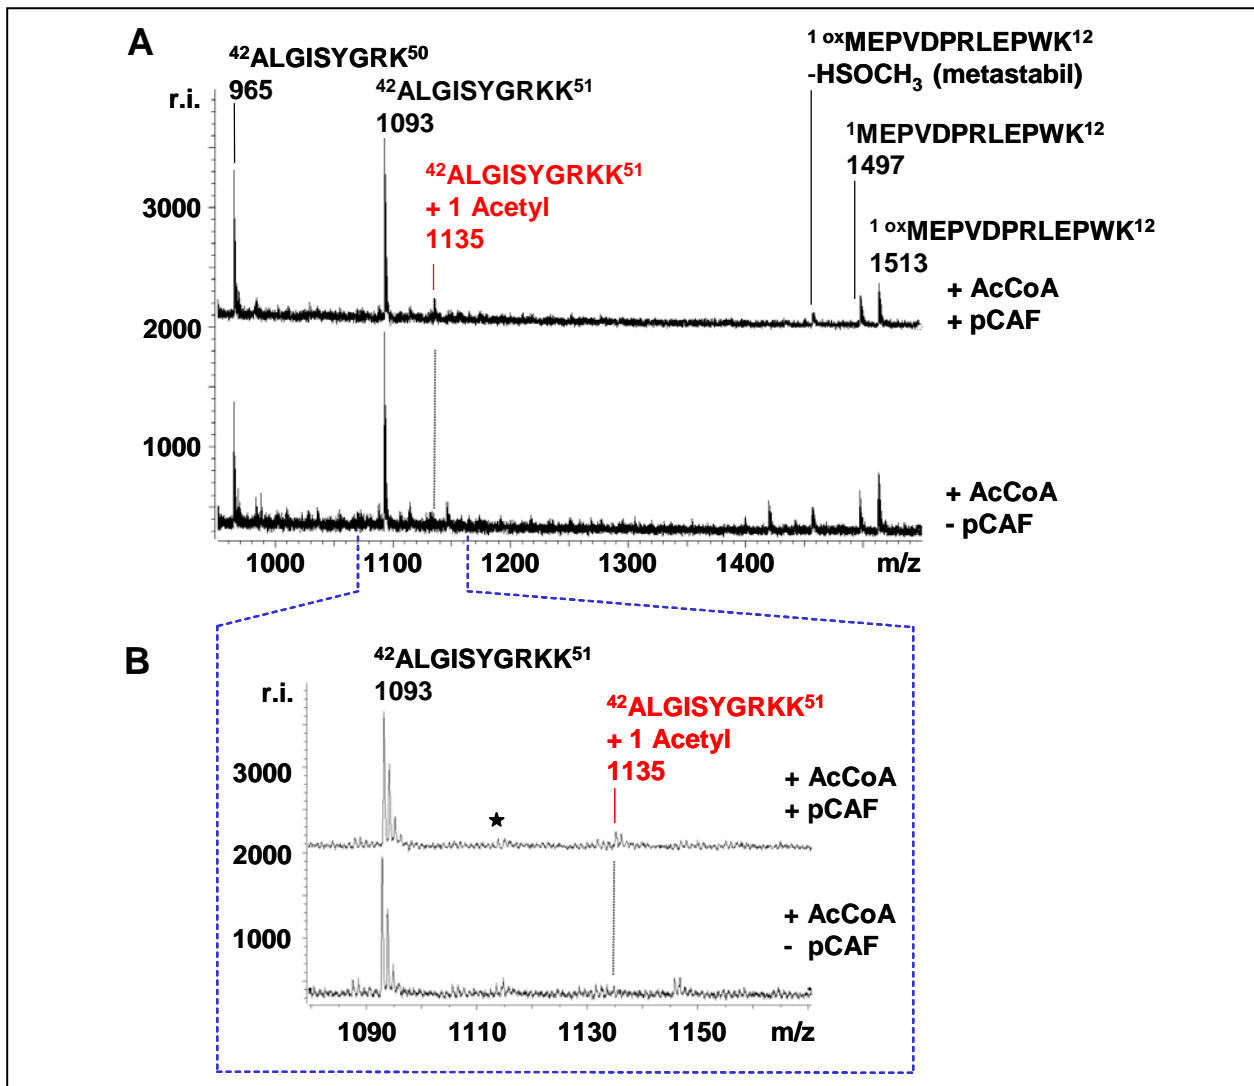 A
⁴²ALGISYGRK⁵⁰
965
r.i.
⁴²ALGISYGRKK⁵¹
1093
⁴²ALGISYGRKK⁵¹
+ 1 Acetyl
1135
¹ ᵒˣMEPVDPRLEPWK¹²
-HSOCH₃ (metastabil)
¹MEPVDPRLEPWK¹²
1497
¹ ᵒˣMEPVDPRLEPWK¹²
1513
+ AcCoA
+ pCAF
3000
2000
1000
+ AcCoA
- pCAF
1000 1100 1200 1300 1400 m/z
B
⁴²ALGISYGRKK⁵¹
1093
r.i.
⁴²ALGISYGRKK⁵¹
+ 1 Acetyl
1135
3000
+ AcCoA
+ pCAF
2000
+ AcCoA
- pCAF
1000
1090 1110 1130 1150 m/z